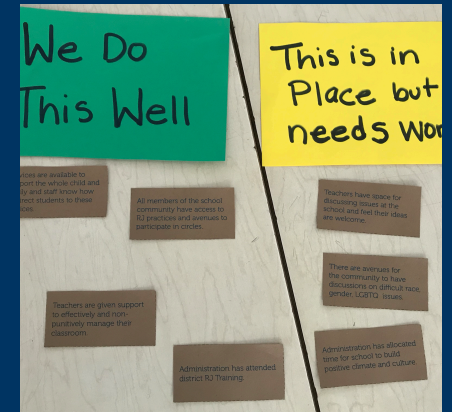 We Do
This Well
This is in
Place but
needs Wor
vices are available to
port the whole child and
ly and staff know how
rect students to these
ces.
All members of the school
community have access to
RJ practices and avenues to
participate in circles.
Teachers are given support
to effectively and non-
punitively manage their
classroom.
Administration has attended
district RJ Training.
Teachers have space for
discussing issues at the
school and feel their ideas
are welcome.
There are avenues for
the community to have
discussions on difficult race,
gender, LGBTQ issues.
Administration has allocated
time for school to build
positive climate and culture.